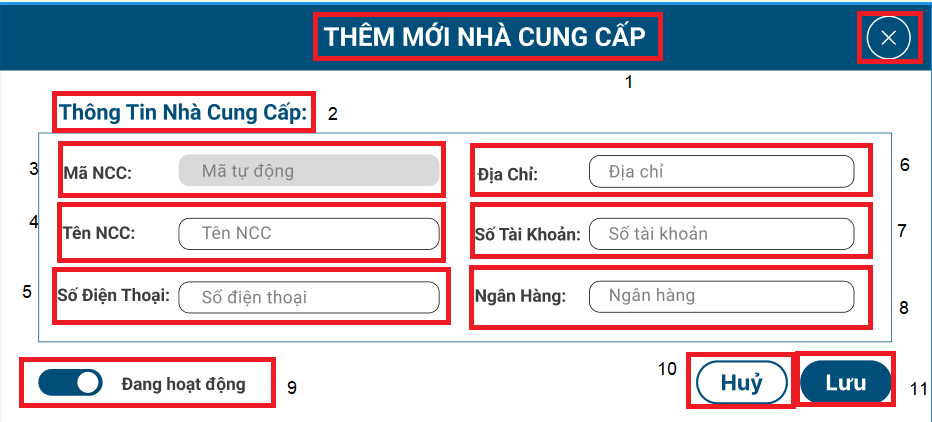 THÊM MỚI NHÀ CUNG CẤP
1
Thông Tin Nhà Cung Cấp: 2
3 Mã NCC: Mã tự động
Địa Chỉ: Địa chỉ 6
4 Tên NCC: Tên NCC
Số Tài Khoản: Số tài khoản 7
5 Số Điện Thoại: Số điện thoại
Ngân Hàng: Ngân hàng 8
Đang hoạt động 9
10 Huỷ Lưu 11